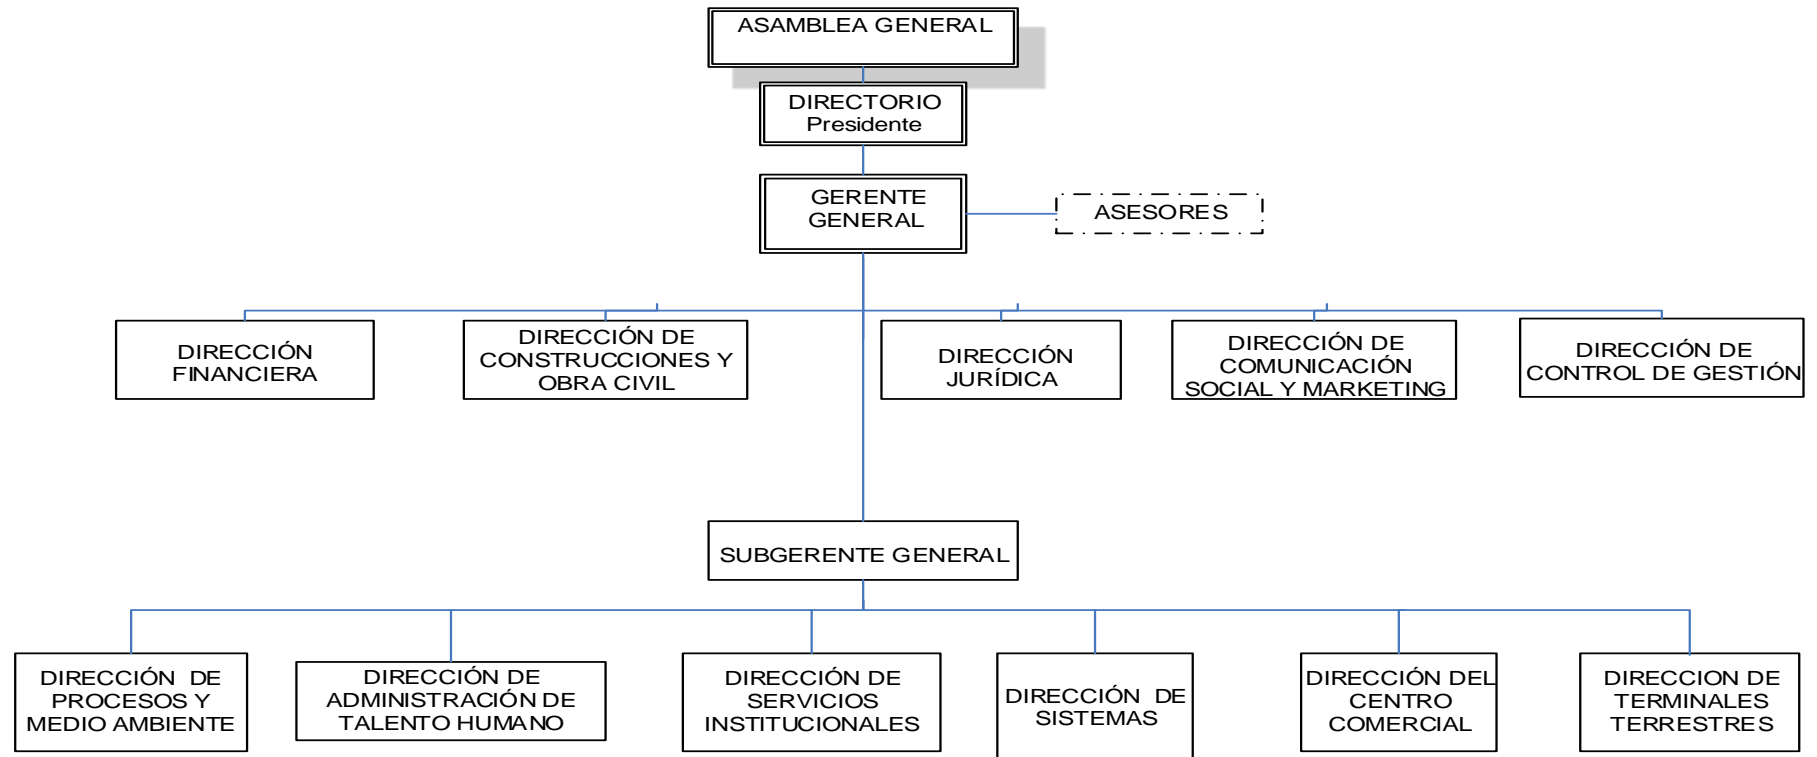 ASAMBLEA GENERAL
DIRECTORIO
Presidente
GERENTE
GENERAL
ASESORES
DIRECCIÓN
FINANCIERA
DIRECCIÓN DE
CONSTRUCCIONES Y
OBRA CIVIL
DIRECCIÓN
JURÍDICA
DIRECCIÓN DE
COMUNICACIÓN
SOCIAL Y MARKETING
DIRECCIÓN DE
CONTROL DE GESTIÓN
SUBGERENTE GENERAL
DIRECCIÓN DE
PROCESOS Y
MEDIO AMBIENTE
DIRECCIÓN DE
ADMINISTRACIÓN DE
TALENTO HUMANO
DIRECCIÓN DE
SERVICIOS
INSTITUCIONALES
DIRECCIÓN DE
SISTEMAS
DIRECCIÓN DEL
CENTRO
COMERCIAL
DIRECCION DE
TERMINALES
TERRESTRES